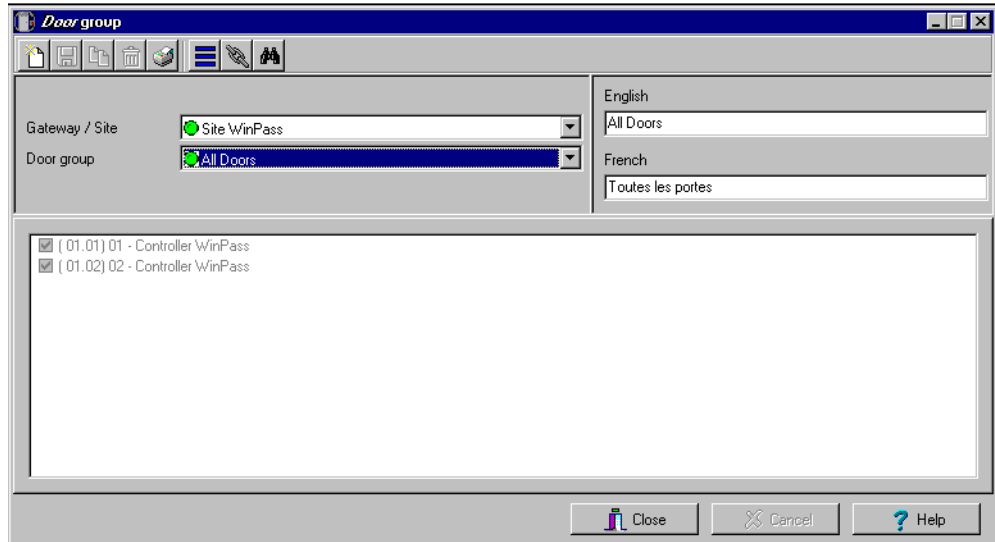 Door group
Gateway / Site
Site WinPass
Door group
All Doors
English
All Doors
French
Toutes les portes
( 01.01) 01 - Controller WinPass
( 01.02) 02 - Controller WinPass
Close
Cancel
? Help